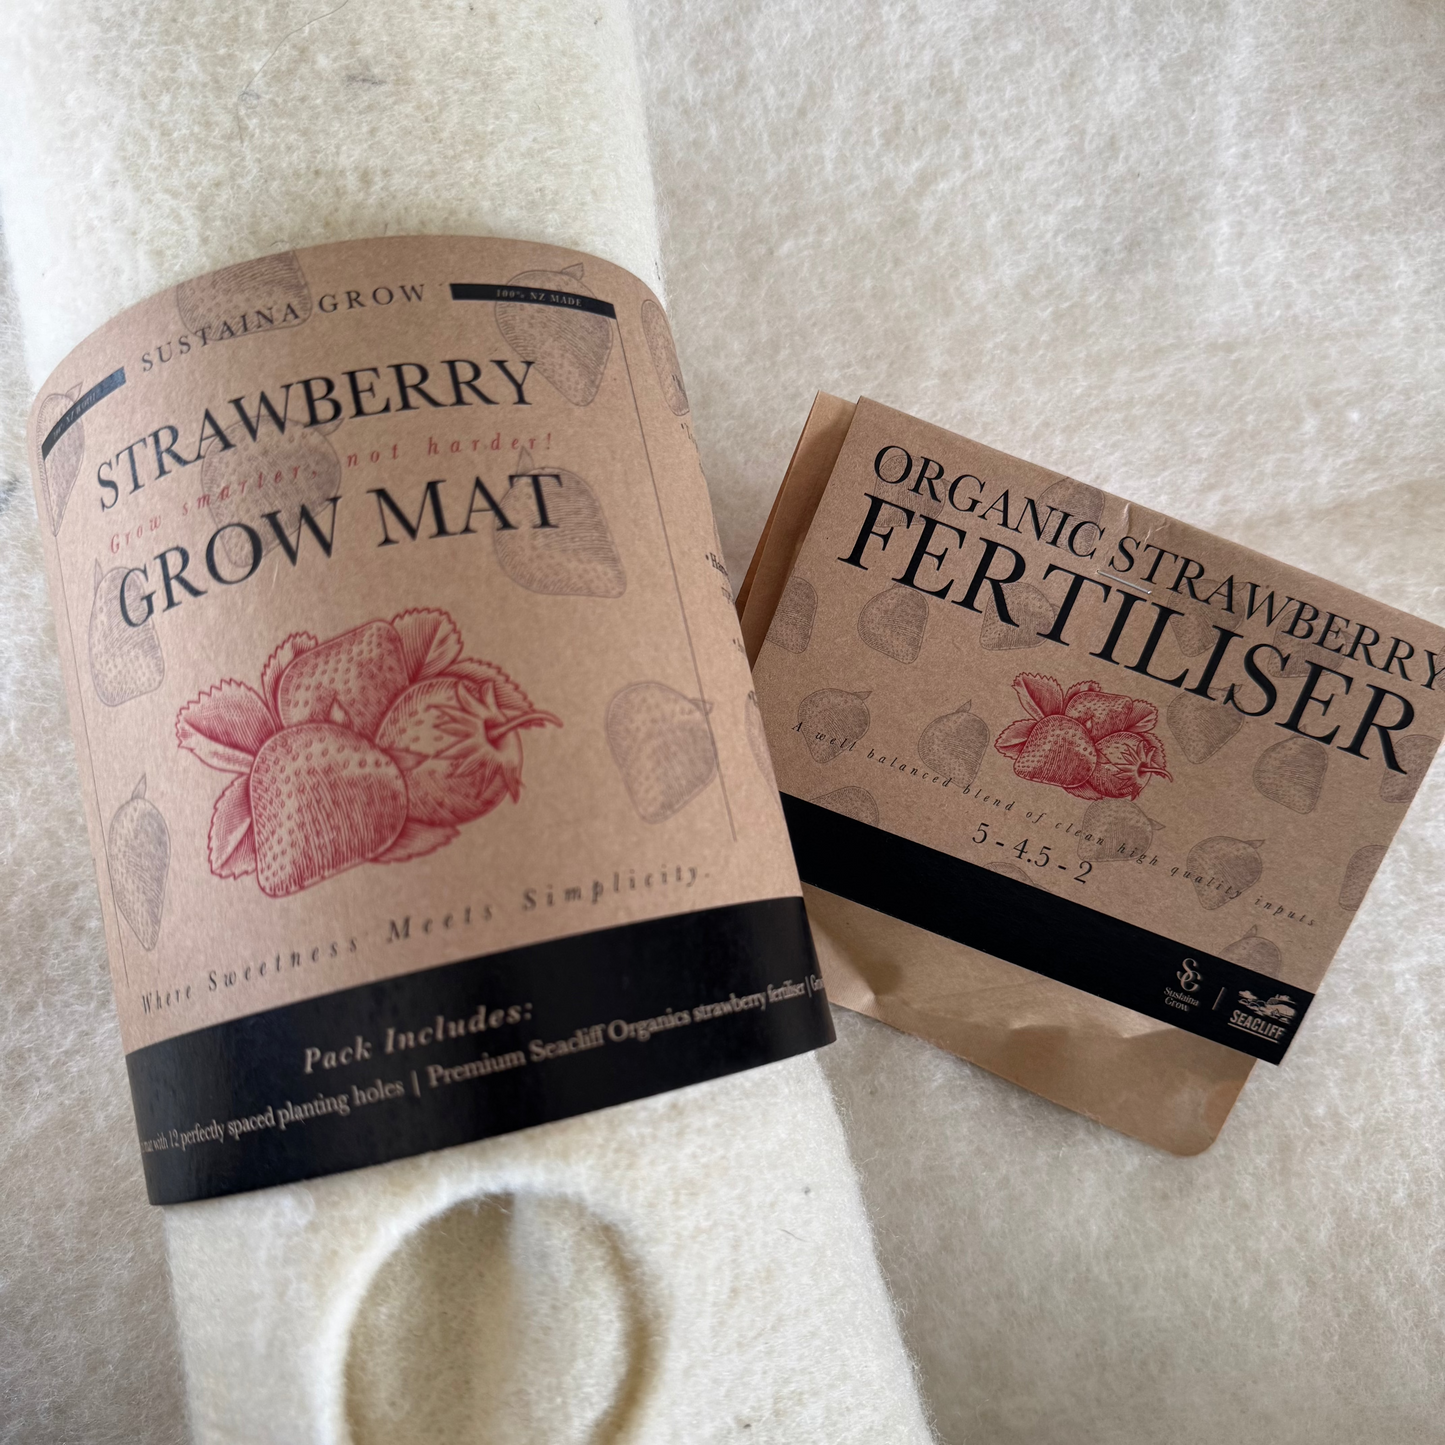 SUSTAINA GROW
100% NZ MADE
STRAWBERRY
Grow smarter, not harder!
GROW MAT
Where Sweetness Meets Simplicity.
Pack Includes:
mat with 12 perfectly spaced planting holes | Premium Seacliff Organics strawberry fertiliser |
ORGANIC STRAWBERRY
FERTILISER
A well balanced blend of clean high quality inputs
5 - 4.5 - 2
SG
Sustaina
Grow
SEACLIFF